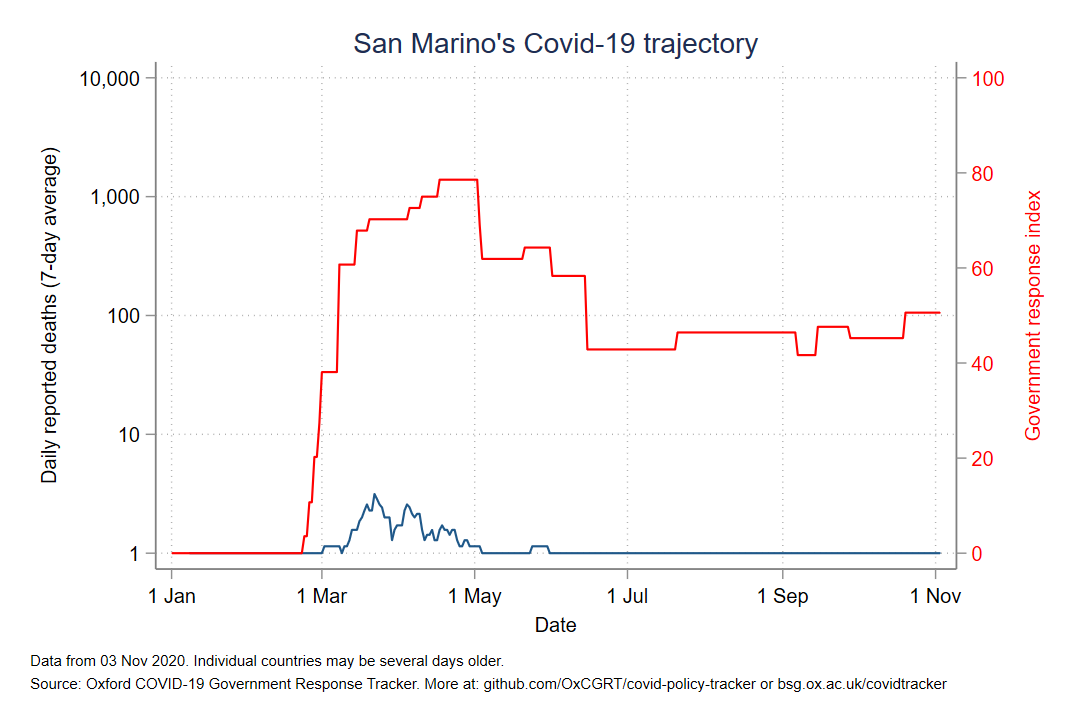 San Marino's Covid-19 trajectory
10,000
1,000
100
10
1
Daily reported deaths (7-day average)
100
80
60
40
20
0
Government response index
1 Jan
1 Mar
1 May
1 Jul
1 Sep
1 Nov
Date
Data from 03 Nov 2020. Individual countries may be several days older.
Source: Oxford COVID-19 Government Response Tracker. More at: github.com/OxCGRT/covid-policy-tracker or bsg.ox.ac.uk/covidtracker